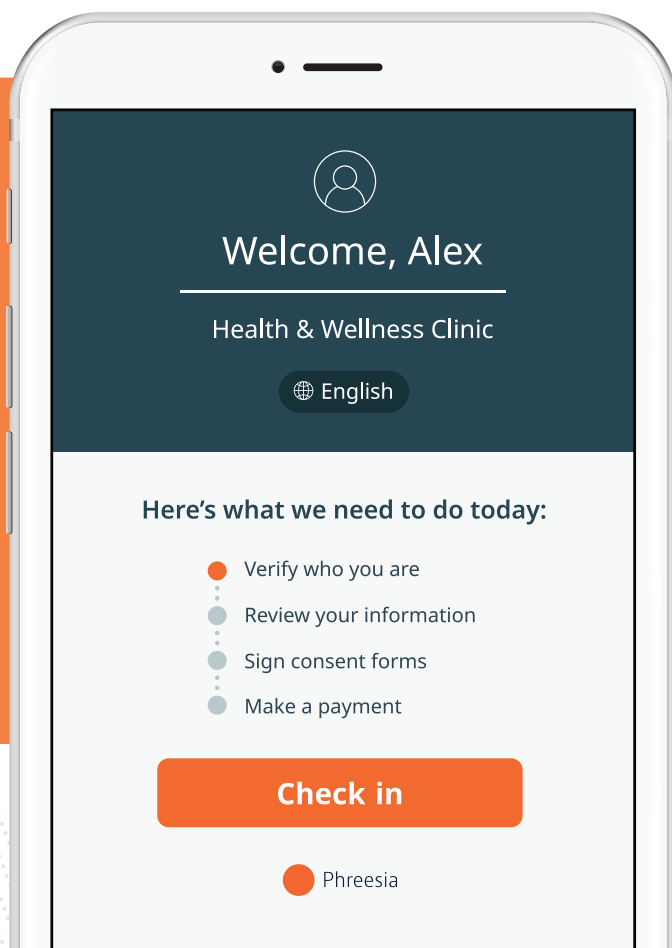 Welcome, Alex
Health & Wellness Clinic
English
Here’s what we need to do today:
Verify who you are
Review your information
Sign consent forms
Make a payment
Check in
Phreesia